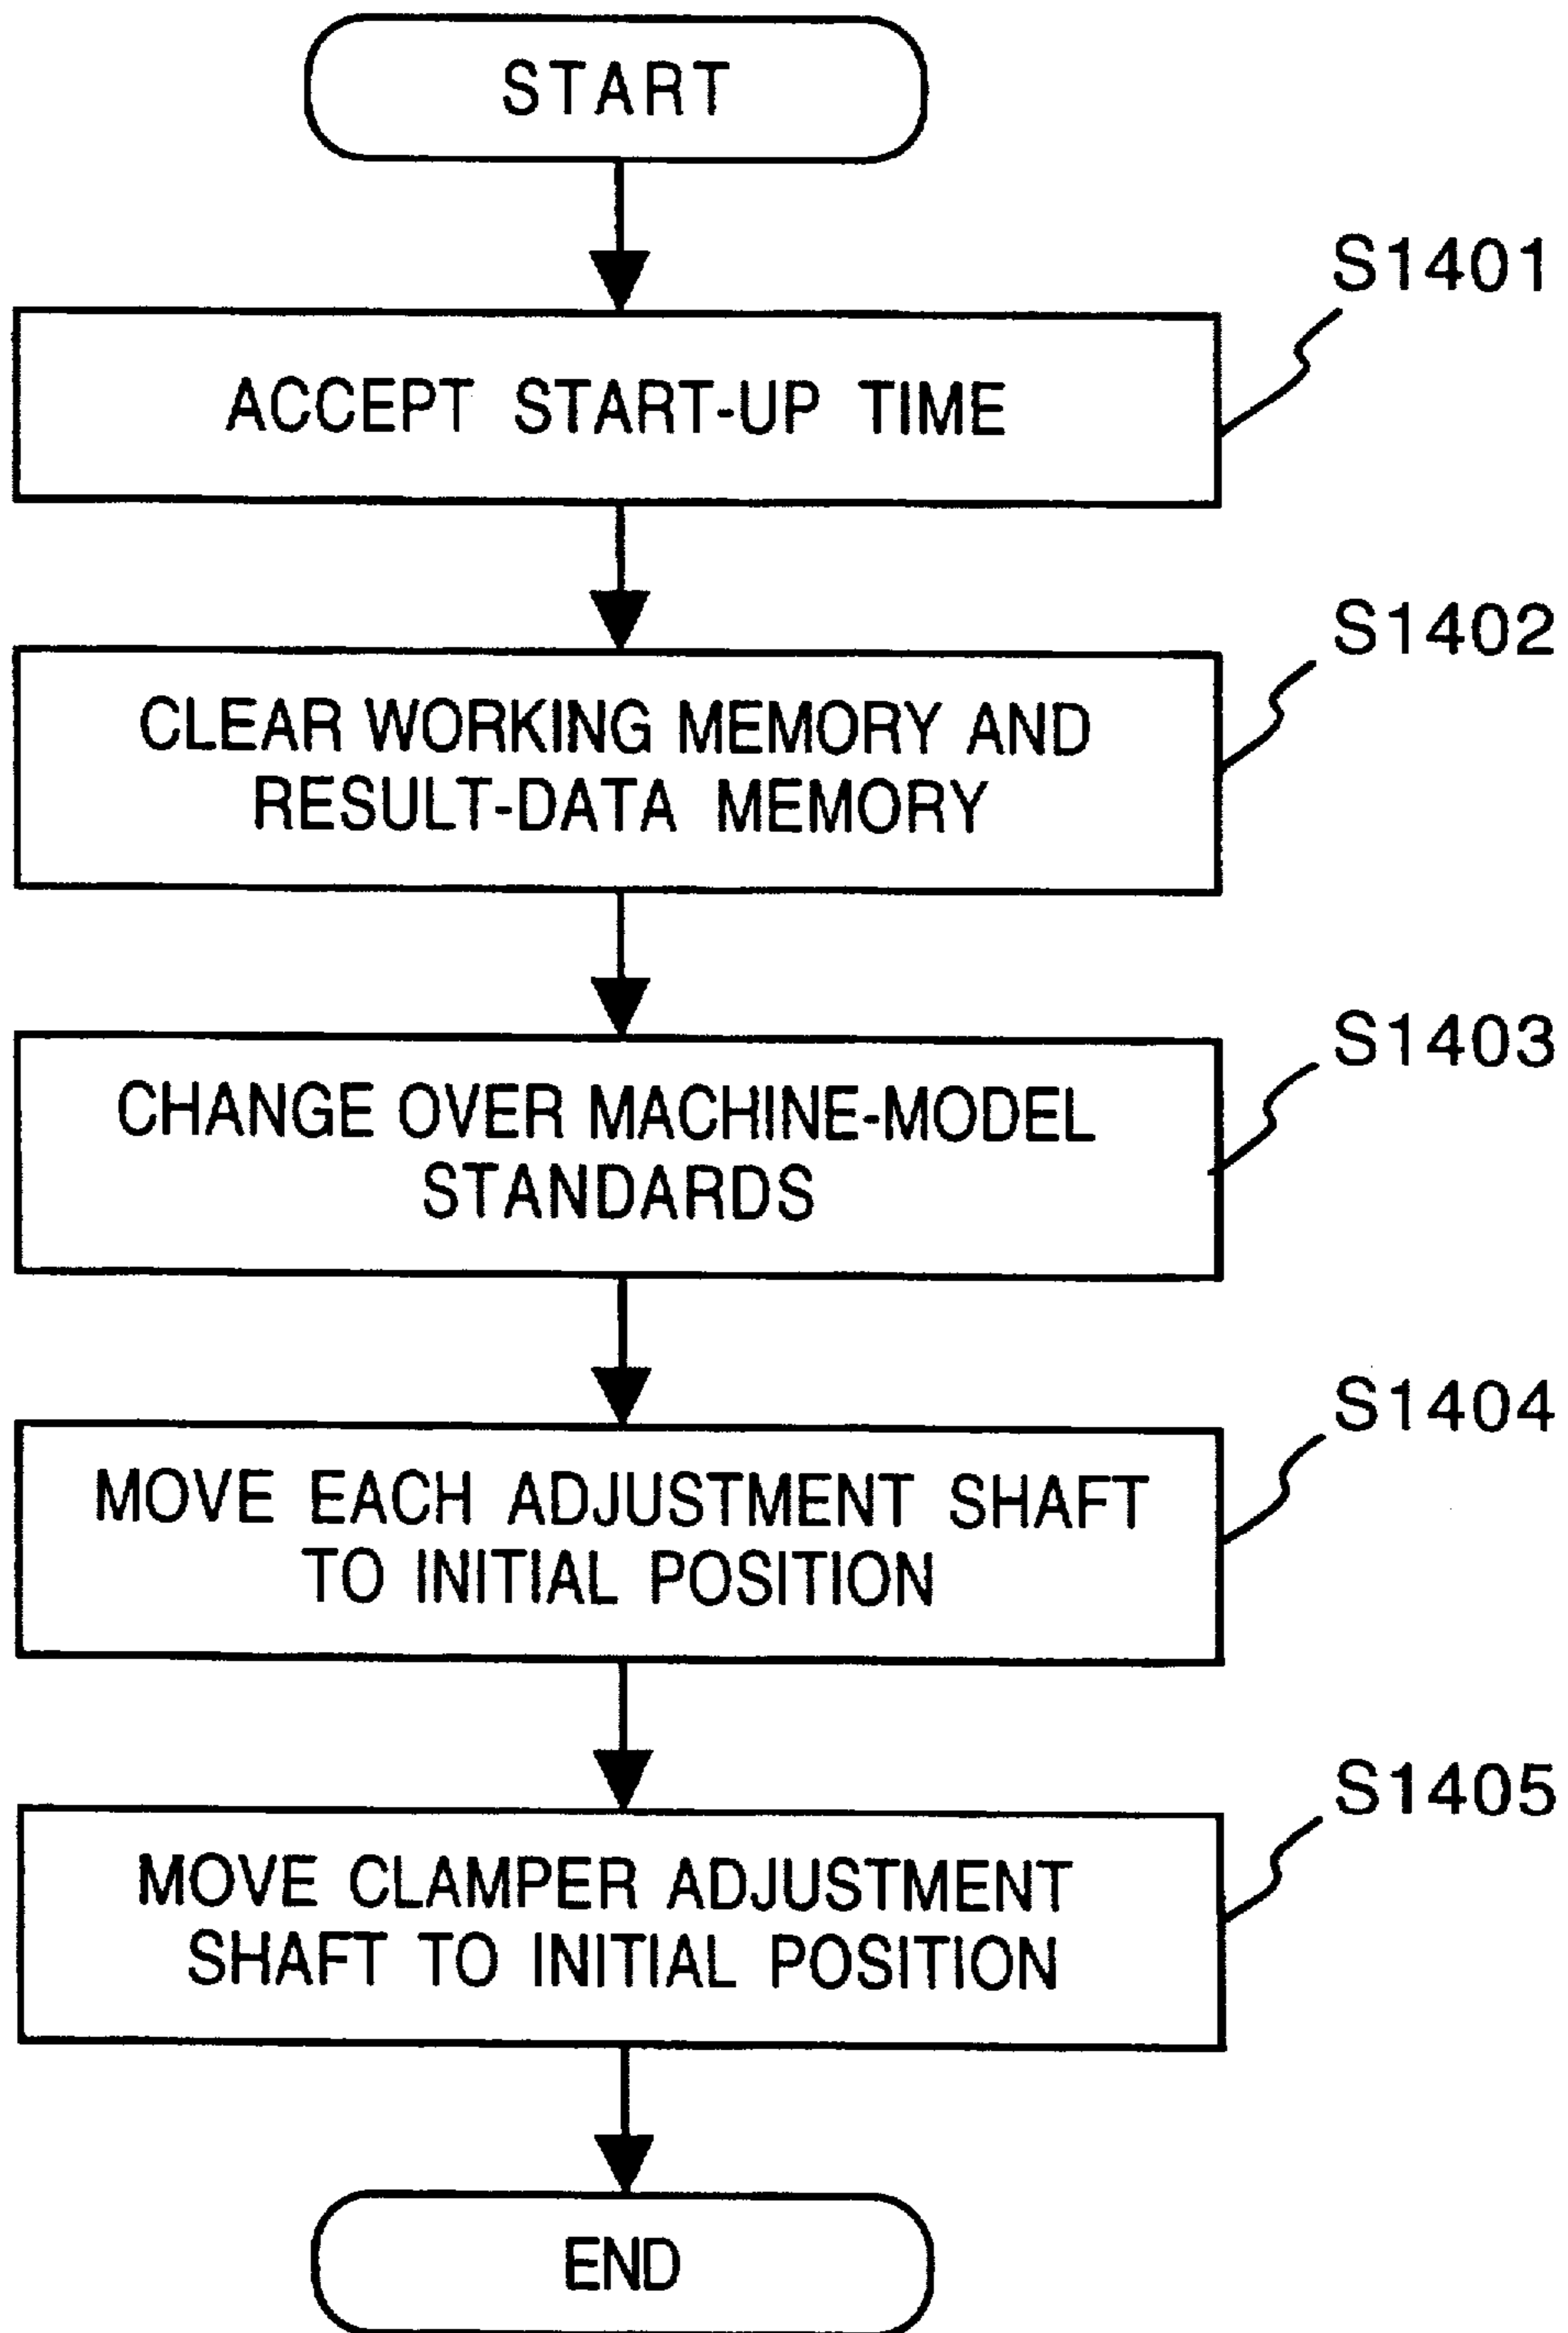 START
S1401
ACCEPT START-UP TIME
S1402
CLEAR WORKING MEMORY AND
RESULT-DATA MEMORY
S1403
CHANGE OVER MACHINE-MODEL
STANDARDS
S1404
MOVE EACH ADJUSTMENT SHAFT
TO INITIAL POSITION
S1405
MOVE CLAMPER ADJUSTMENT
SHAFT TO INITIAL POSITION
END